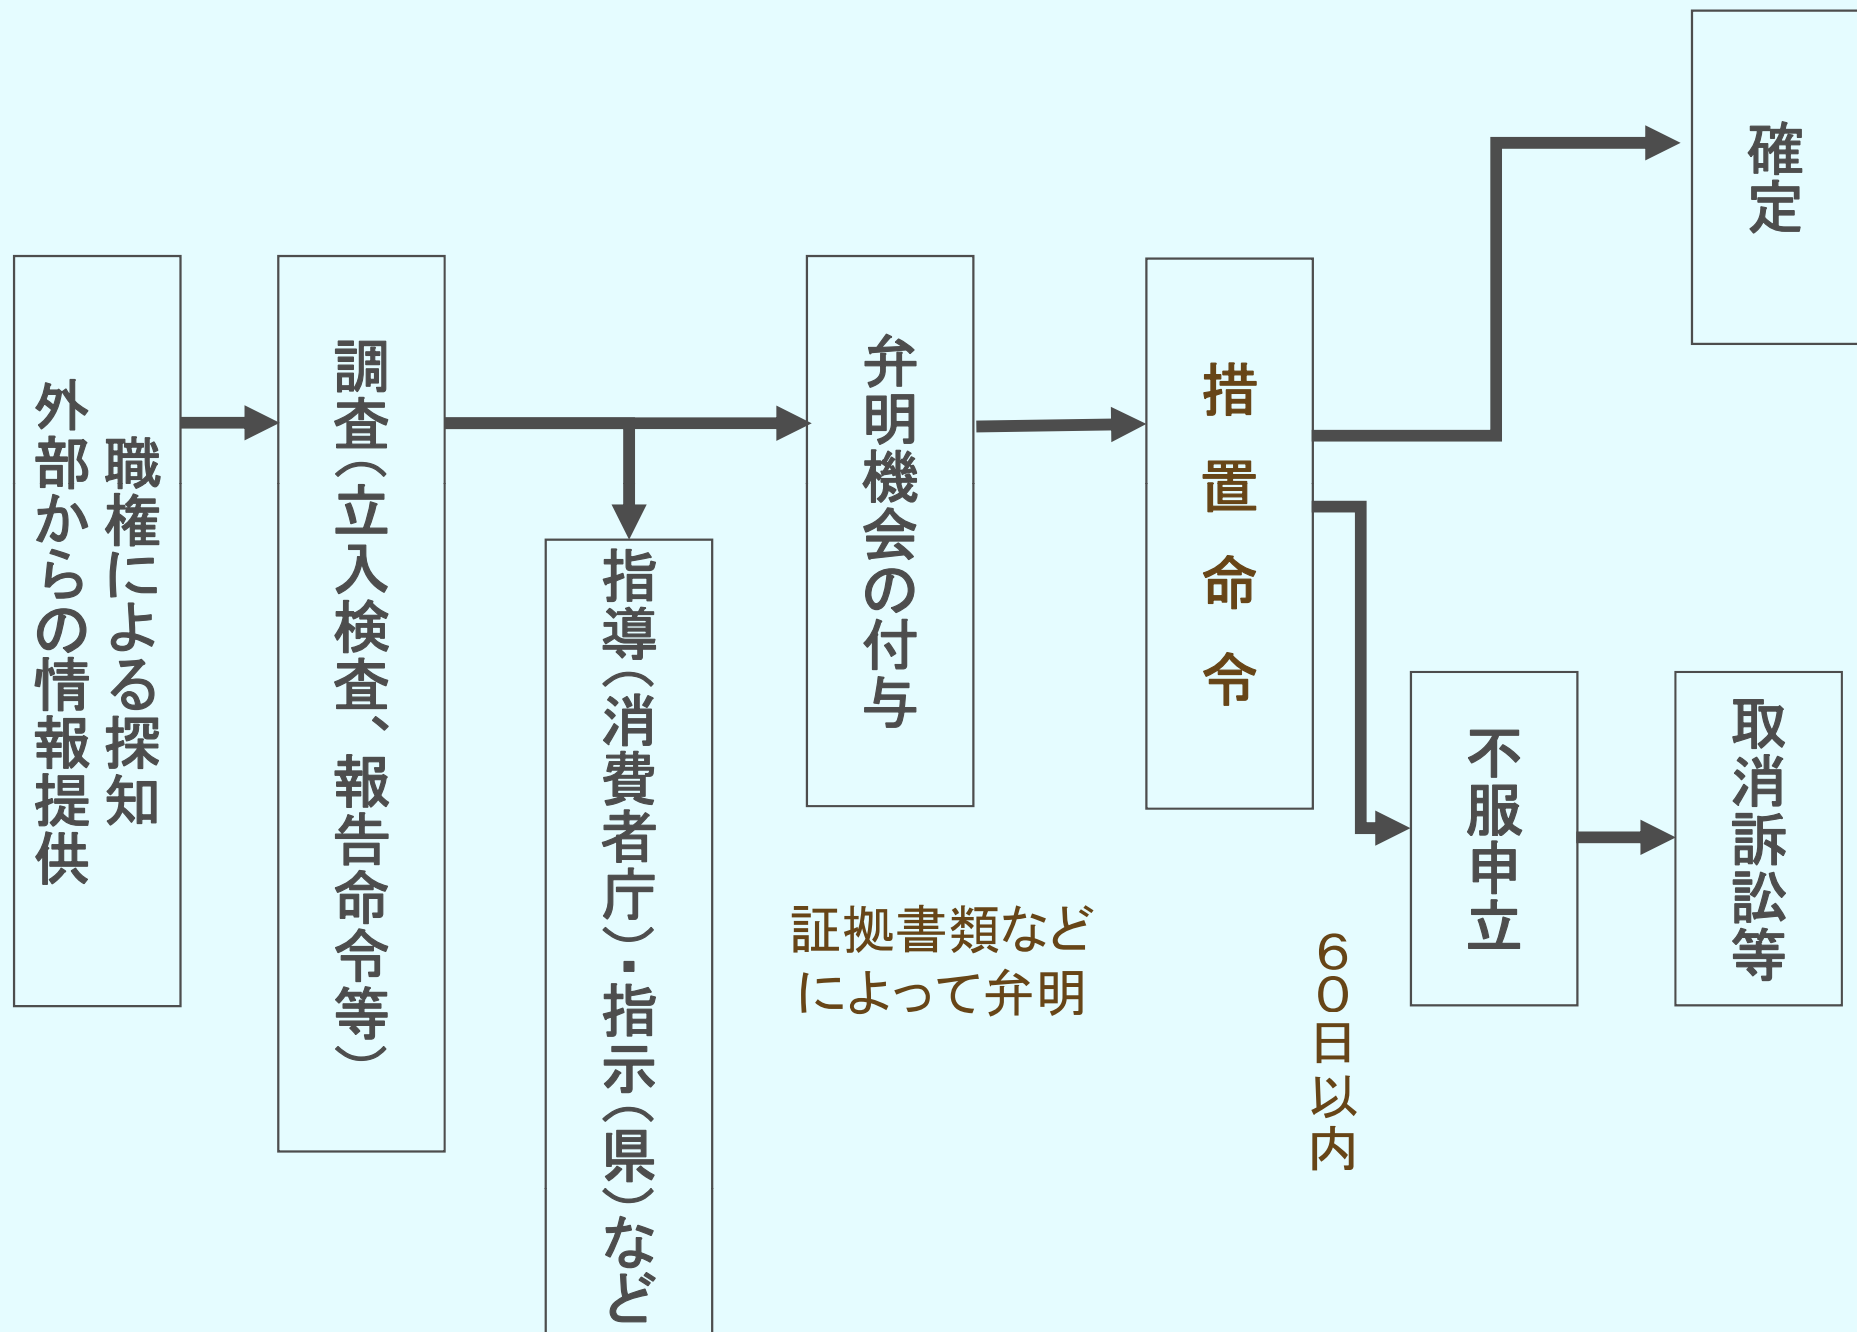 職権による探知
外部からの情報提供
調査（立入検査、報告命令等）
指導（消費者庁）・指示（県）など
弁明機会の付与
証拠書類など
によって弁明
措置命令
確定
60日以内
不服申立
取消訴訟等